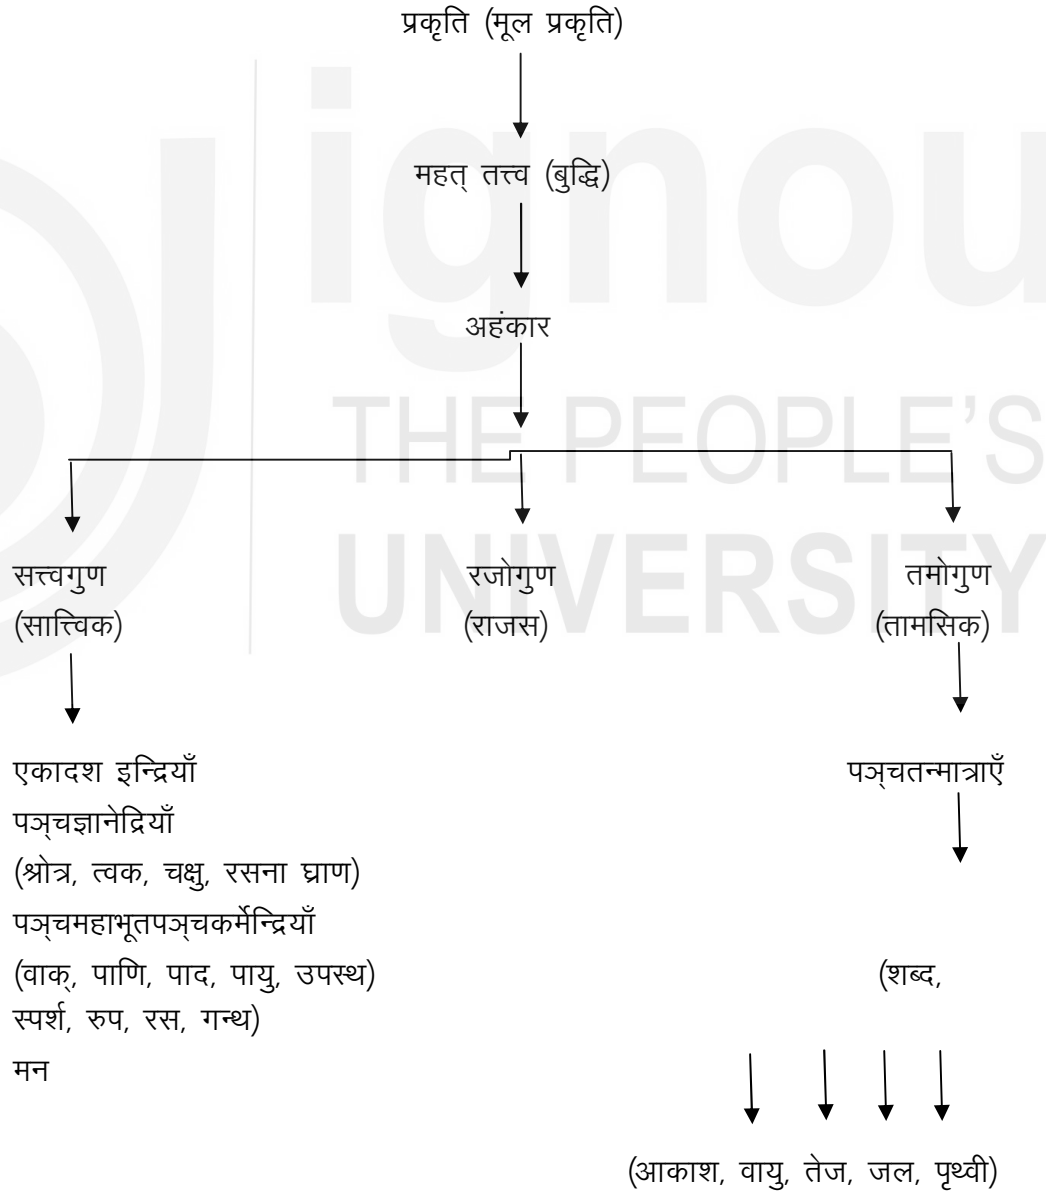 प्रकृति (मूल प्रकृति)
महत् तत्त्व (बुद्धि)
अहंकार
सत्त्वगुण रजोगुण तमोगुण
(सात्त्विक) (राजस) (तामसिक)
एकादश इन्द्रियाँ पञ्चतन्मात्राएँ
पञ्चज्ञानेद्रियाँ
(श्रोत्र, त्वक, चक्षु, रसना घ्राण)
पञ्चमहाभूतपञ्चकर्मेन्द्रियाँ
(वाक्, पाणि, पाद, पायु, उपस्थ) (शब्द,
स्पर्श, रुप, रस, गन्थ)
मन
(आकाश, वायु, तेज, जल, पृथ्वी)
ignou
THE PEOPLE'S
UNIVERSITY